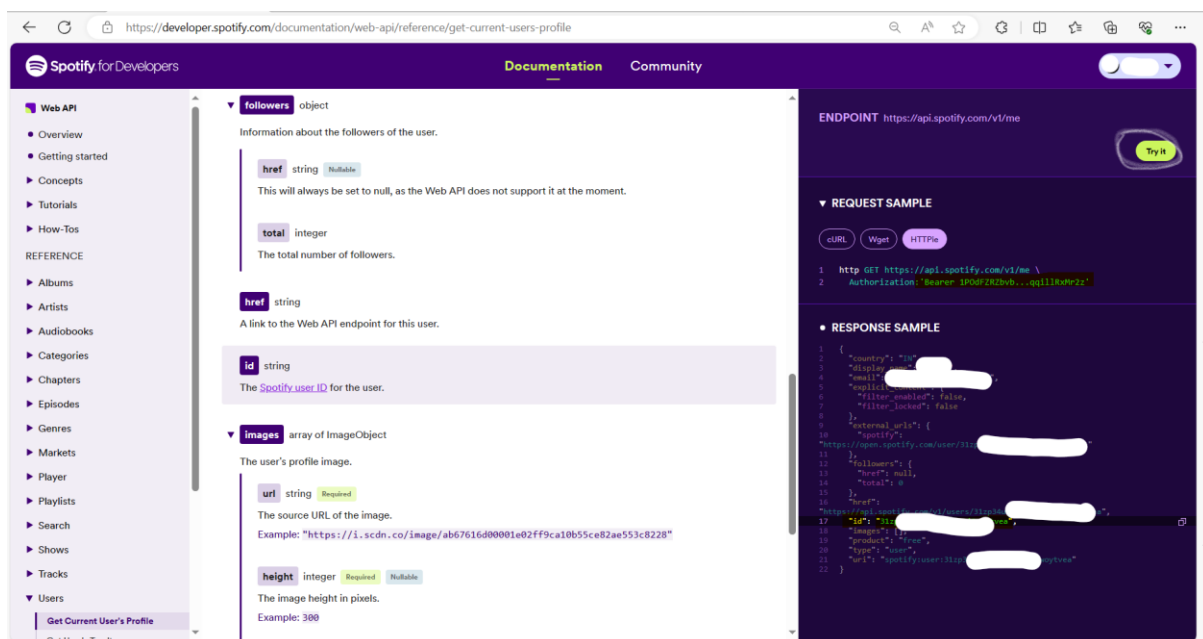 https://developer.spotify.com/documentation/web-api/reference/get-current-users-profile
Spotify for Developers
Documentation
Community
Web API
Overview
Getting started
Concepts
Tutorials
How-Tos
REFERENCE
Albums
Artists
Audiobooks
Categories
Chapters
Episodes
Genres
Markets
Player
Playlists
Search
Shows
Tracks
Users
Get Current User's Profile
followers object
Information about the followers of the user.
href string Nullable
This will always be set to null, as the Web API does not support it at the moment.
total integer
The total number of followers.
href string
A link to the Web API endpoint for this user.
id string
The Spotify user ID for the user.
images array of ImageObject
The user's profile image.
url string Required
The source URL of the image.
Example: "https://i.scdn.co/image/ab67616d00001e02ff9ca10b55ce82ae553c8228"
height integer Required Nullable
The image height in pixels.
Example: 300
ENDPOINT https://api.spotify.com/v1/me
Try it
REQUEST SAMPLE
cURL Wget HTTPie
1 http GET https://api.spotify.com/v1/me \
2 Authorization:'Bearer 1POdFZRZbvb...qqillRxMr2z'
RESPONSE SAMPLE
1 {
2 "country": "IN"
3 "display_name":
4 "email":
5 "explicit_content": {
6 "filter_enabled": false,
7 "filter_locked": false
8 },
9 "external_urls": {
10 "spotify":
"https://open.spotify.com/user/31z
11 },
12 "followers": {
13 "href": null,
14 "total": 0
15 },
16 "href":
"https://api.spotify.com/v1/users/31zp34
17 "id": "31z vea",
18 "images": [],
19 "product": "free",
20 "type": "user",
21 "uri": "spotify:user:31zp3 oytvea"
22 }